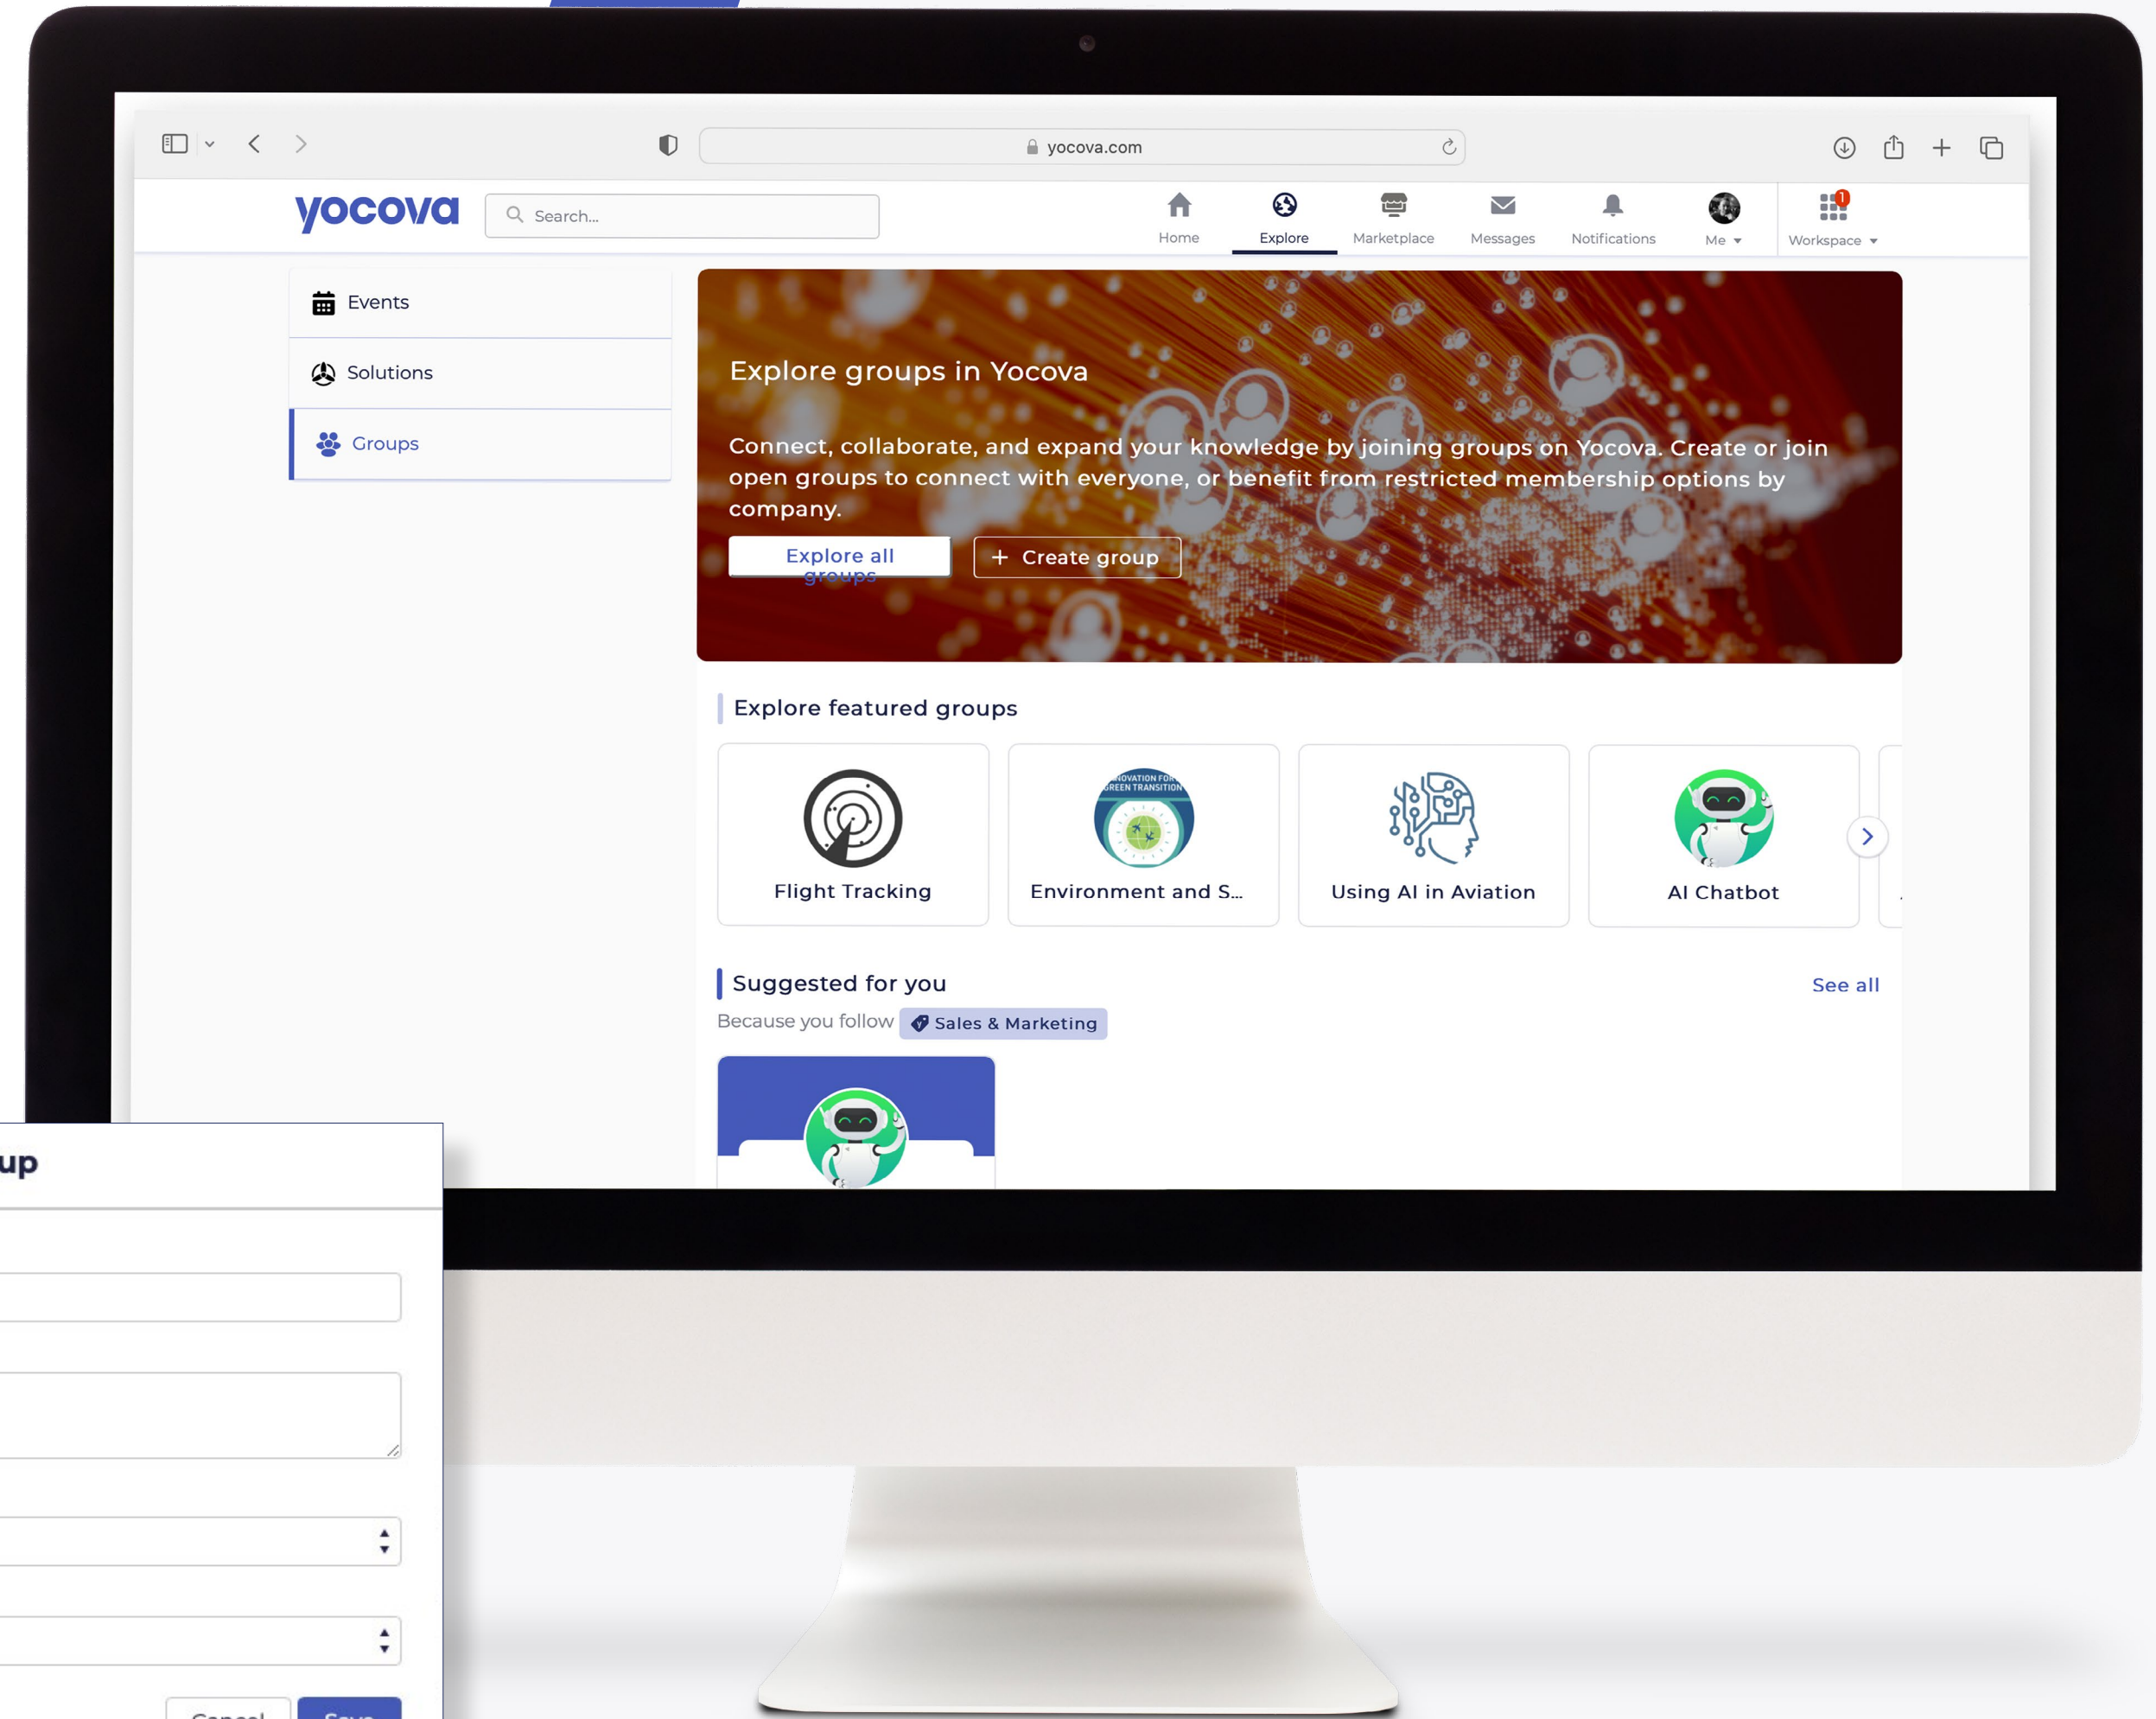 yocova.com
yocova
Search...
Home
Explore
Marketplace
Messages
Notifications
Me
1
Workspace
Events
Solutions
Groups
Explore groups in Yocova
Connect, collaborate, and expand your knowledge by joining groups on Yocova. Create or join
open groups to connect with everyone, or benefit from restricted membership options by
company.
Explore all
groups
+ Create group
Explore featured groups
GREEN TRANSITION
Flight Tracking
Environment and S...
Using AI in Aviation
AI Chatbot
Suggested for you
See all
Because you follow
Sales & Marketing
up
Cancel
Save